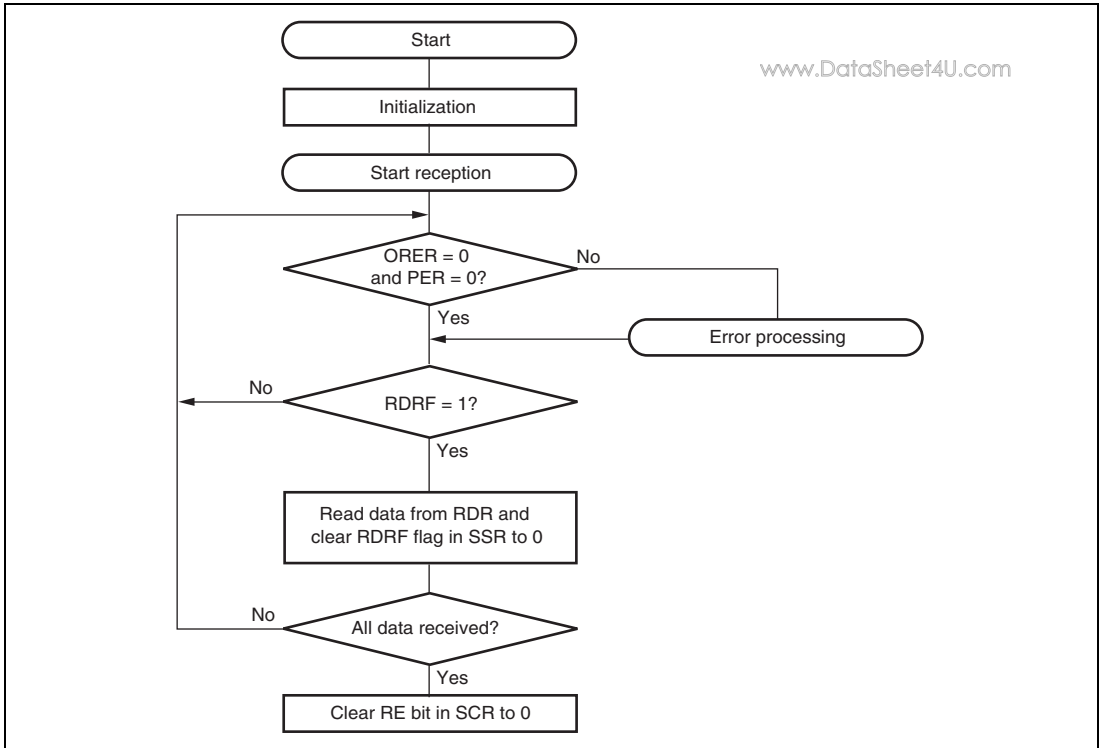 Start
www.DataSheet4U.com
Initialization
Start reception
ORER = 0
and PER = 0?
No
Yes
Error processing
No
RDRF = 1?
Yes
Read data from RDR and
clear RDRF flag in SSR to 0
No
All data received?
Yes
Clear RE bit in SCR to 0